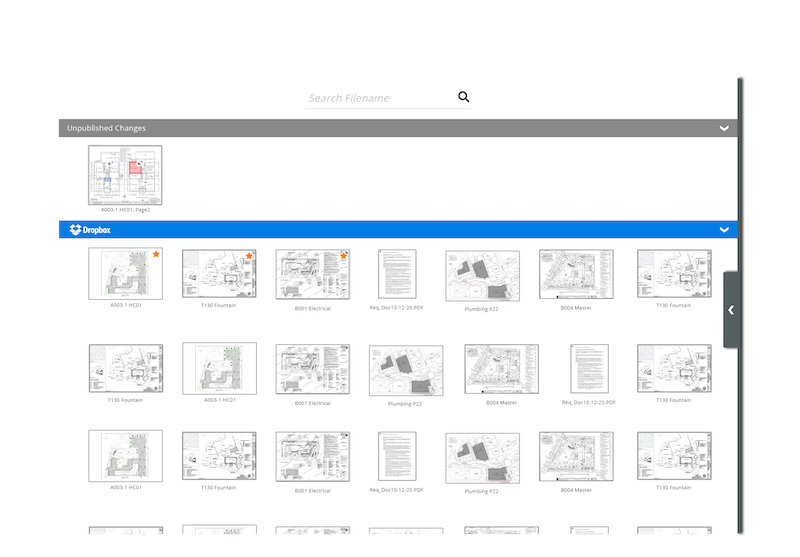 Search Filename
Unpublished Changes
A003-1 HC01: Page2
Dropbox
A003-1 HC01
T130 Fountain
B001 Electrical
Req_Doc10-12-20.PDF
Plumbing P22
B004 Master
T130 Fountain
T130 Fountain
A003-1 HC01
B001 Electrical
Plumbing P22
B004 Master
Req_Doc10-12-20.PDF
T130 Fountain
A003-1 HC01
T130 Fountain
B001 Electrical
Req_Doc10-12-20.PDF
Plumbing P22
B004 Master
T130 Fountain